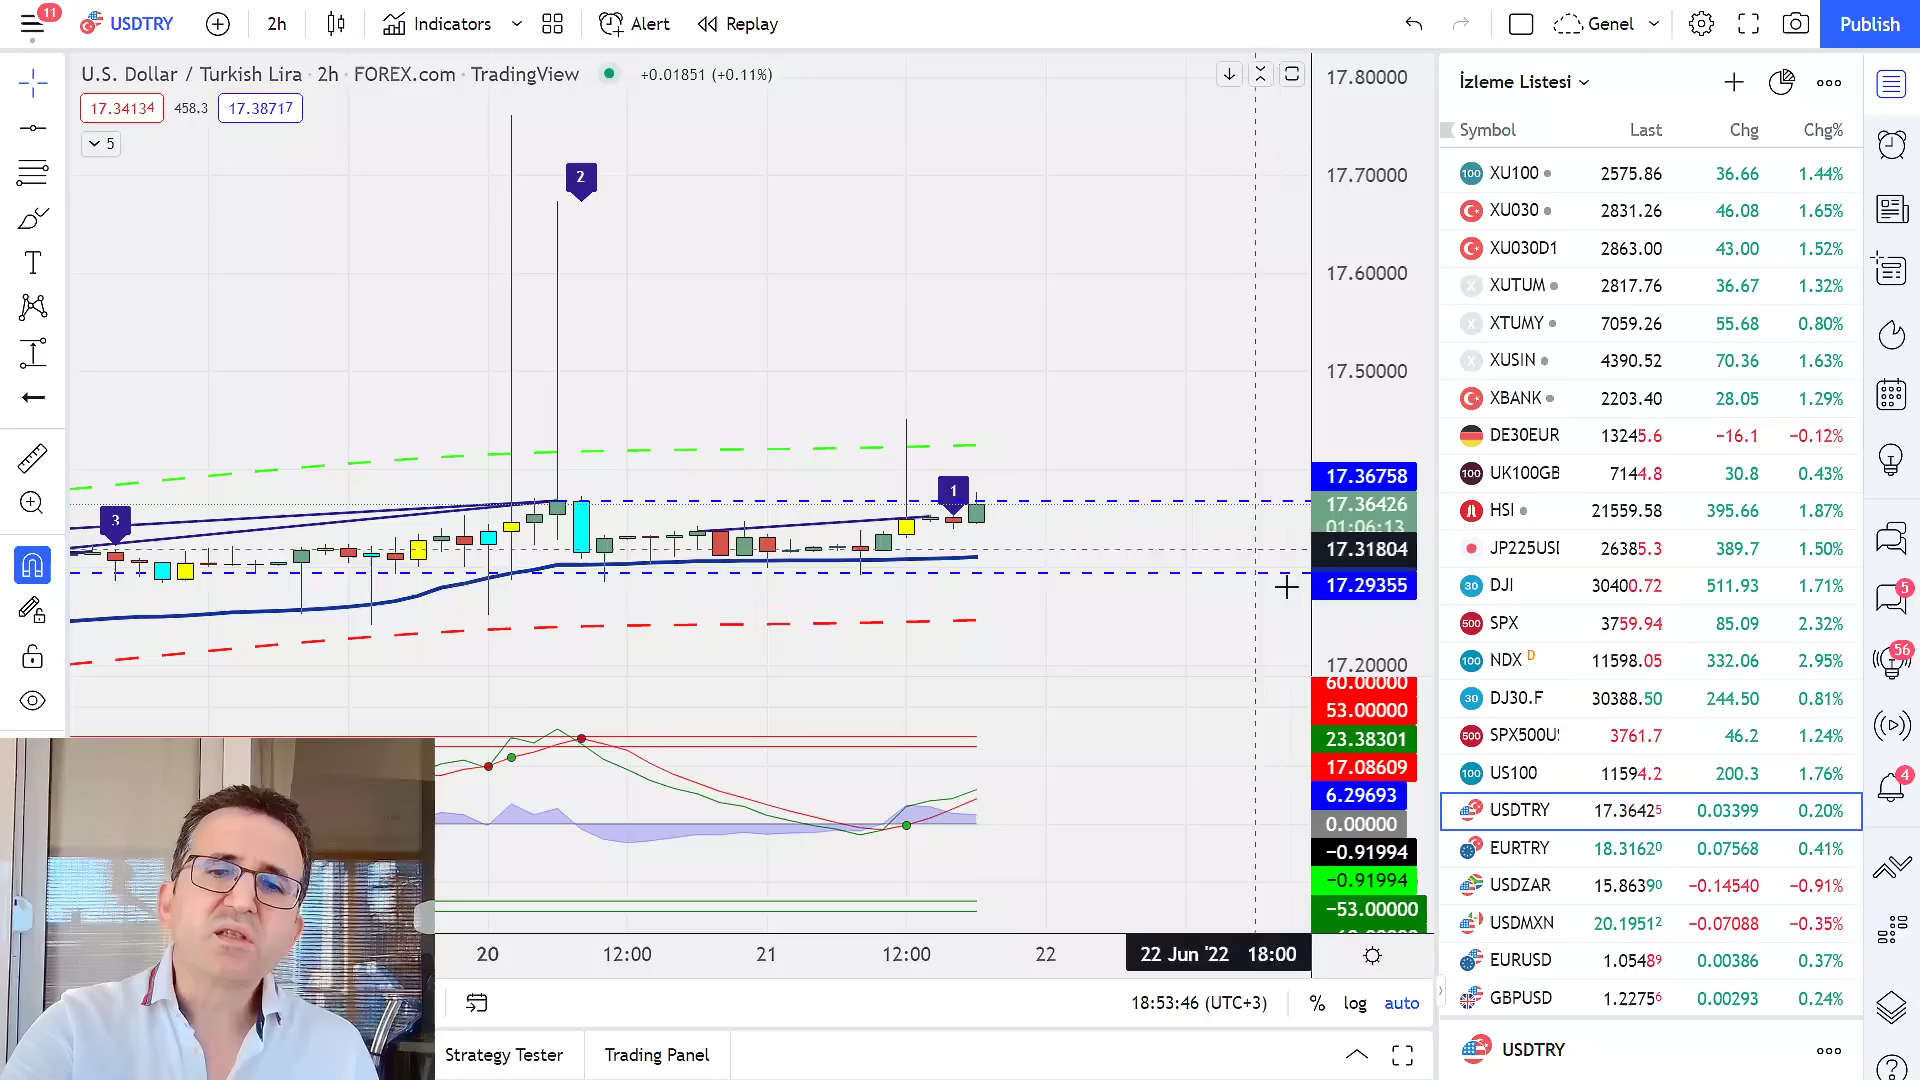 11
USDTRY
2h
Indicators
Alert
Replay
Genel
Publish
U.S. Dollar / Turkish Lira · 2h · FOREX.com · TradingView
+0.01851 (+0.11%)
17.34134
458.3
17.38717
5
17.80000
17.70000
17.60000
17.50000
17.36758
17.36426
01:06:13
17.31804
17.29355
17.20000
60.00000
53.00000
23.38301
17.08609
6.29693
0.00000
−0.91994
−0.91994
−53.00000
2
3
1
20
12:00
21
12:00
22
22 Jun '22 18:00
18:53:46 (UTC+3)
%
log
auto
Strategy Tester
Trading Panel
İzleme Listesi
Symbol Last Chg Chg%
100 XU100 2575.86 36.66 1.44%
XU030 2831.26 46.08 1.65%
XU030D1 2863.00 43.00 1.52%
X XUTUM 2817.76 36.67 1.32%
X XTUMY 7059.26 55.68 0.80%
X XUSIN 4390.52 70.36 1.63%
XBANK 2203.40 28.05 1.29%
DE30EUR 13245.6 −16.1 −0.12%
100 UK100GB 7144.8 30.8 0.43%
HSI 21559.58 395.66 1.87%
JP225USI 26385.3 389.7 1.50%
30 DJI 30400.72 511.93 1.71%
500 SPX 3759.94 85.09 2.32%
100 NDX D 11598.05 332.06 2.95%
30 DJ30.F 30388.50 244.50 0.81%
500 SPX500U 3761.7 46.2 1.24%
100 US100 11594.2 200.3 1.76%
USDTRY 17.36425 0.03399 0.20%
EURTRY 18.31620 0.07568 0.41%
USDZAR 15.86390 −0.14540 −0.91%
USDMXN 20.19512 −0.07088 −0.35%
EURUSD 1.05489 0.00386 0.37%
GBPUSD 1.22756 0.00293 0.24%
USDTRY
5
56
4